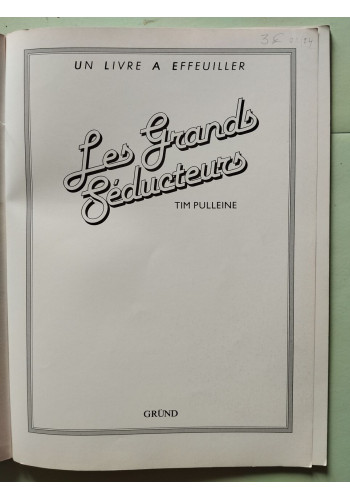 UN LIVRE A EFFEUILLER
Les Grands
Séducteurs
TIM PULLEINE
GRÜND